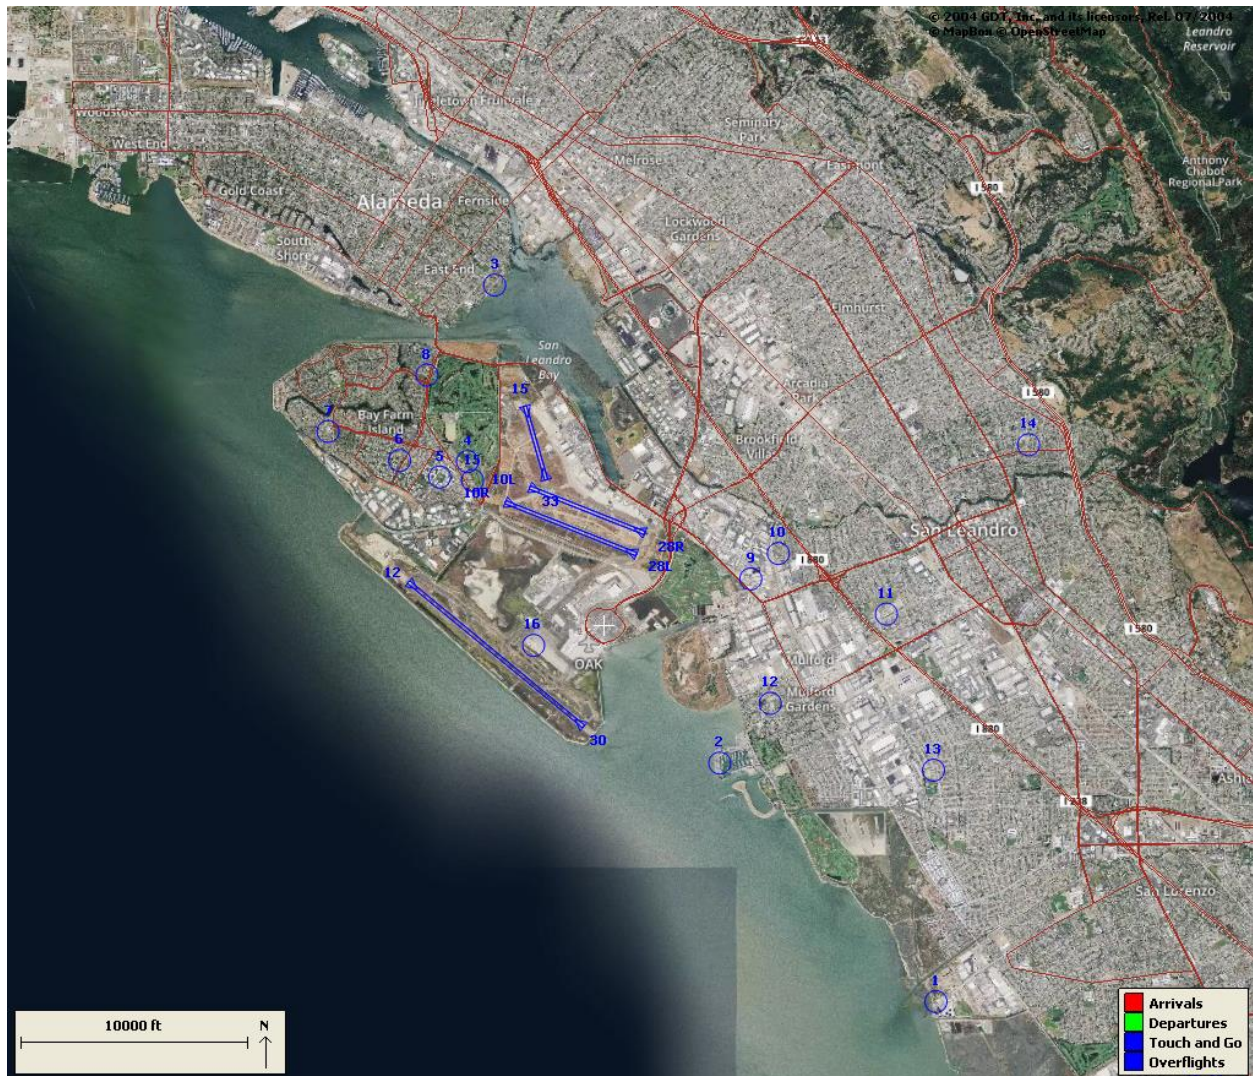 © 2004 GDT, Inc. and its licensors, Rel. 07/2004
© MapBox © OpenStreetMap
Leandro
Reservoir
Jingletown Fruitvale
Woodstock
West End
Seminary
Park
Melrose
Eastmont
Anthony
Chabot
Regional Park
I 580
Gold Coast
Alameda
Fernside
Lockwood
Gardens
South
Shore
East End
3
Elmhurst
San
Leandro
Bay
8
15
Arcadia
Park
I 580
7
Bay Farm
Island
14
6
5
4
15
Brookfield
10L
10R
33
San Leandro
28R
28L
10
9
I 880
12
11
16
I 580
OAK
Mulford
12
Mulford
Gardens
30
2
I 880
13
I 238
San Lorenzo
1
10000 ft
N
Arrivals
Departures
Touch and Go
Overflights